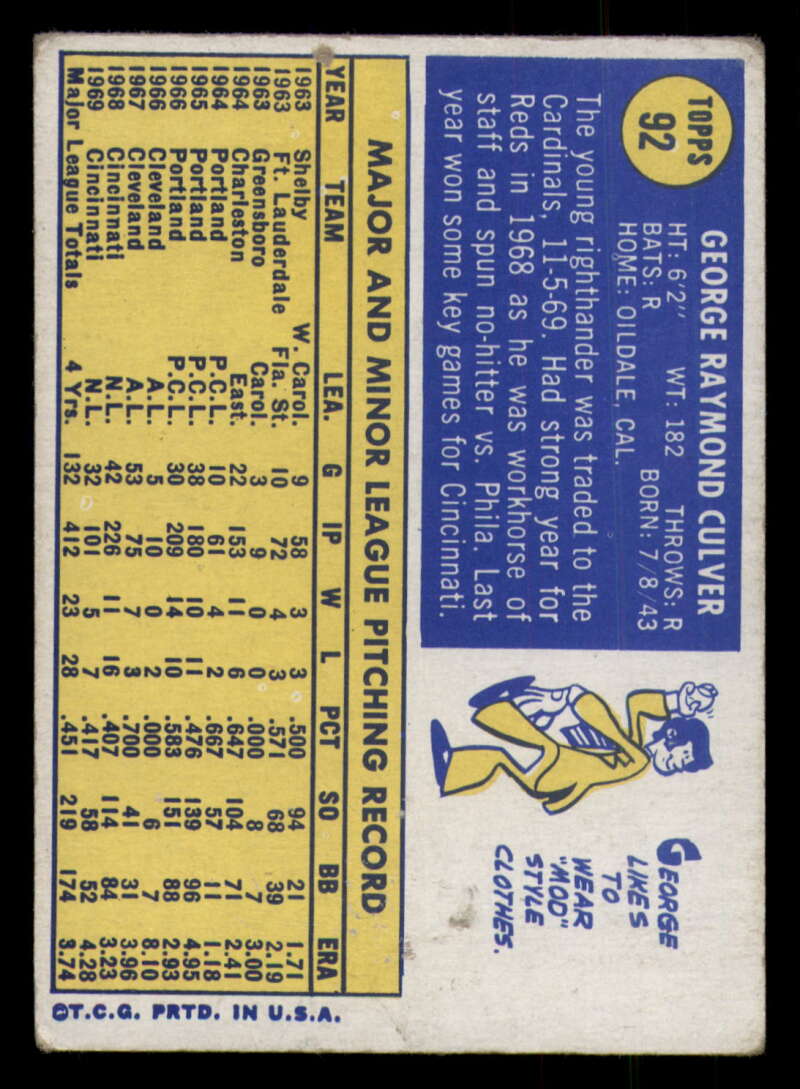 TOPPS
92
GEORGE RAYMOND CULVER
HT: 6'2" WT: 182 THROWS: R
BATS: R BORN: 7/8/43
HOME: OILDALE, CAL.
The young righthander was traded to the
Cardinals, 11-5-69. Had strong year for
Reds in 1968 as he was workhorse of
staff and spun no-hitter vs. Phila. Last
year won some key games for Cincinnati.
GEORGE
LIKES
TO
WEAR
"MOD"
STYLE
CLOTHES.
MAJOR AND MINOR LEAGUE PITCHING RECORD
YEAR TEAM LEA. G IP W L PCT SO BB ERA
1963 Shelby W. Carol. 9 58 3 3 .500 94 21 1.71
1963 Ft. Lauderdale Fla. St. 10 72 4 3 .571 68 39 2.19
1963 Greensboro Carol. 3 9 0 0 .000 8 7 3.00
1964 Charleston East. 22 153 11 6 .647 104 71 2.41
1964 Portland P.C.L. 10 61 4 2 .667 57 11 1.18
1965 Portland P.C.L. 38 180 10 11 .476 139 96 4.95
1966 Portland P.C.L. 30 209 14 10 .583 151 88 2.93
1966 Cleveland A.L. 5 10 0 2 .000 6 7 8.10
1967 Cleveland A.L. 53 75 7 3 .700 41 31 3.96
1968 Cincinnati N.L. 42 226 11 16 .407 114 84 3.23
1969 Cincinnati N.L. 32 101 5 7 .417 58 52 4.28
Major League Totals 4 Yrs. 132 412 23 28 .451 219 174 3.74
©T.C.G. PRTD. IN U.S.A.